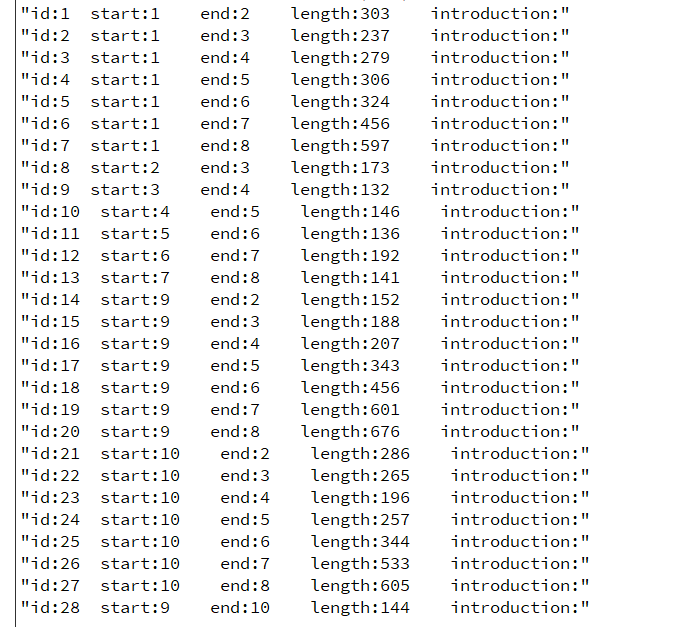 "id:1  start:1    end:2    length:303    introduction:"
"id:2  start:1    end:3    length:237    introduction:"
"id:3  start:1    end:4    length:279    introduction:"
"id:4  start:1    end:5    length:306    introduction:"
"id:5  start:1    end:6    length:324    introduction:"
"id:6  start:1    end:7    length:456    introduction:"
"id:7  start:1    end:8    length:597    introduction:"
"id:8  start:2    end:3    length:173    introduction:"
"id:9  start:3    end:4    length:132    introduction:"
"id:10  start:4    end:5    length:146    introduction:"
"id:11  start:5    end:6    length:136    introduction:"
"id:12  start:6    end:7    length:192    introduction:"
"id:13  start:7    end:8    length:141    introduction:"
"id:14  start:9    end:2    length:152    introduction:"
"id:15  start:9    end:3    length:188    introduction:"
"id:16  start:9    end:4    length:207    introduction:"
"id:17  start:9    end:5    length:343    introduction:"
"id:18  start:9    end:6    length:456    introduction:"
"id:19  start:9    end:7    length:601    introduction:"
"id:20  start:9    end:8    length:676    introduction:"
"id:21  start:10    end:2    length:286    introduction:"
"id:22  start:10    end:3    length:265    introduction:"
"id:23  start:10    end:4    length:196    introduction:"
"id:24  start:10    end:5    length:257    introduction:"
"id:25  start:10    end:6    length:344    introduction:"
"id:26  start:10    end:7    length:533    introduction:"
"id:27  start:10    end:8    length:605    introduction:"
"id:28  start:9    end:10    length:144    introduction:"